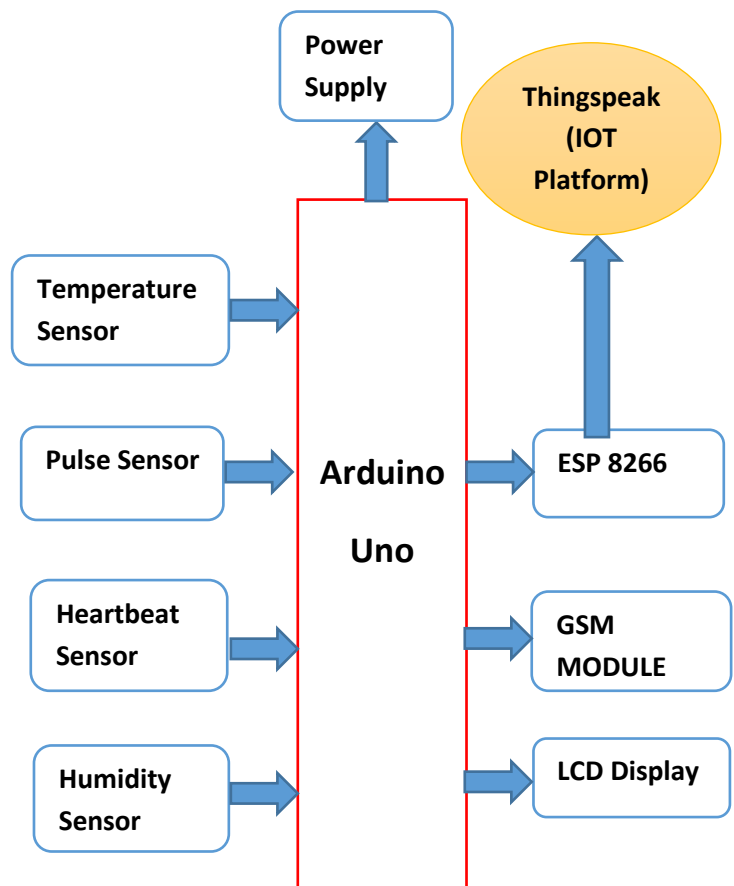 Power
Supply
Thingspeak
(IOT
Platform)
Temperature
Sensor
Pulse Sensor
Arduino
Uno
ESP 8266
Heartbeat
Sensor
GSM
MODULE
Humidity
Sensor
LCD Display